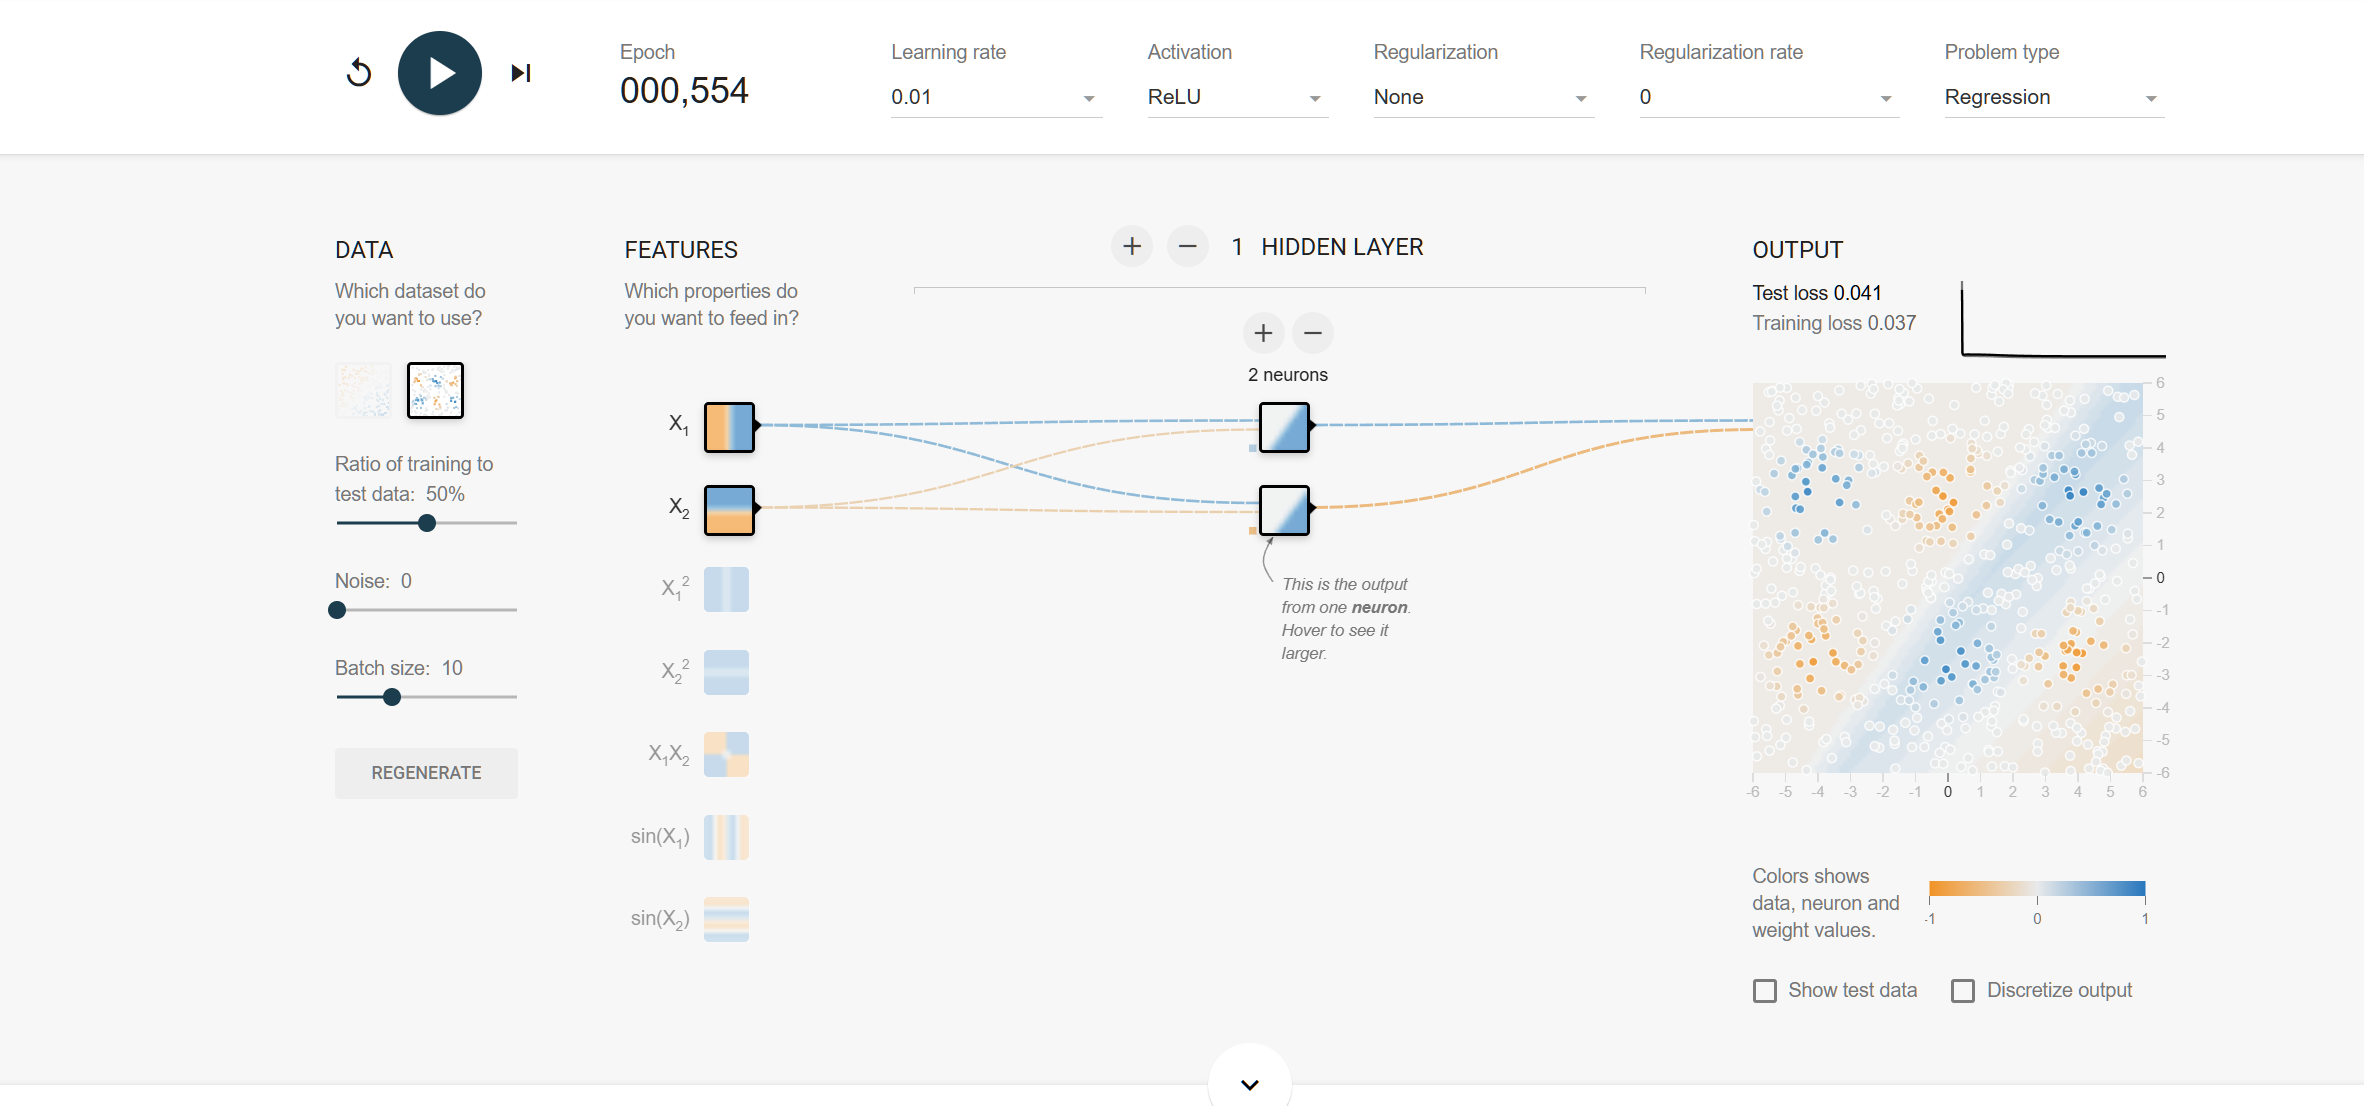 Epoch
000,554
Learning rate
0.01
Activation
ReLU
Regularization
None
Regularization rate
0
Problem type
Regression
DATA
Which dataset do
you want to use?
Ratio of training to
test data: 50%
Noise: 0
Batch size: 10
REGENERATE
FEATURES
Which properties do
you want to feed in?
X1
X2
X1²
X2²
X1X2
sin(X1)
sin(X2)
+ − 1 HIDDEN LAYER
+ −
2 neurons
This is the output
from one neuron.
Hover to see it
larger.
OUTPUT
Test loss 0.041
Training loss 0.037
6
5
4
3
2
1
0
-1
-2
-3
-4
-5
-6
-6 -5 -4 -3 -2 -1 0 1 2 3 4 5 6
Colors shows
data, neuron and
weight values.
-1 0 1
Show test data
Discretize output